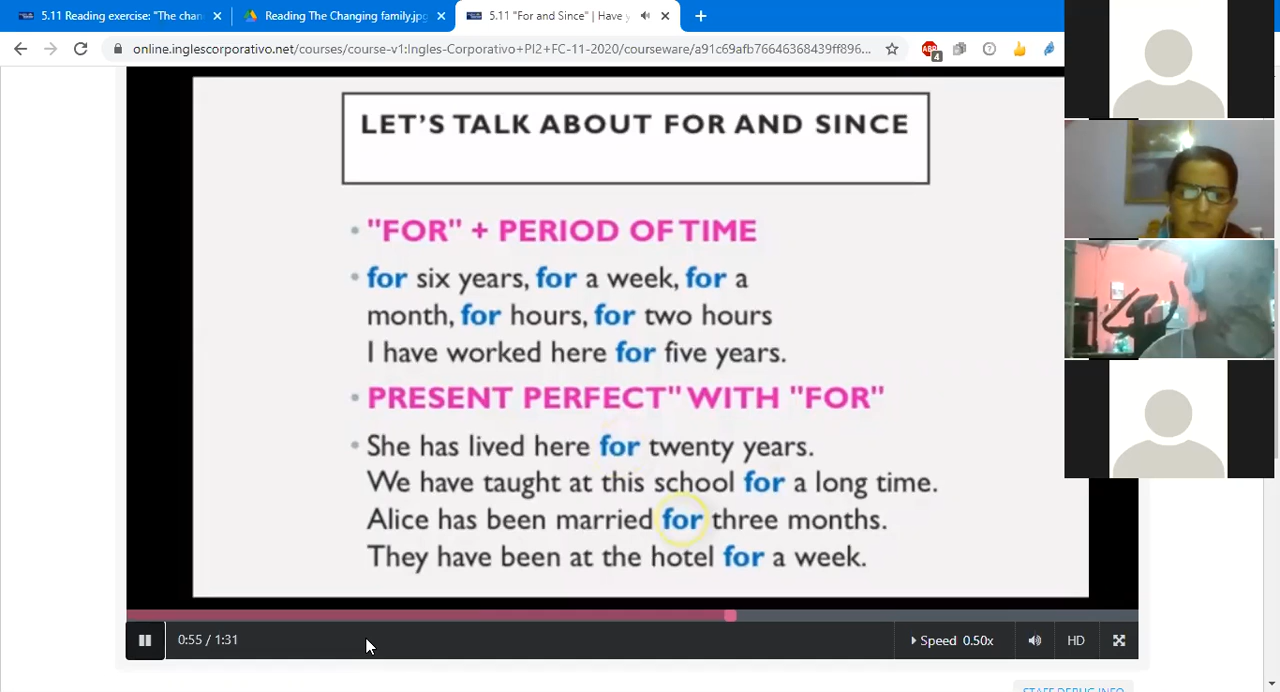 5.11 Reading exercise: "The chan
Reading The Changing family.jpg
5.11 "For and Since" | Have y
online.inglescorporativo.net/courses/course-v1:Ingles-Corporativo+PI2+FC-11-2020/courseware/a91c69afb76646368439ff896...
ABP
4
LET'S TALK ABOUT FOR AND SINCE
• "FOR" + PERIOD OF TIME
• for six years, for a week, for a
month, for hours, for two hours
I have worked here for five years.
• PRESENT PERFECT" WITH "FOR"
• She has lived here for twenty years.
We have taught at this school for a long time.
Alice has been married for three months.
They have been at the hotel for a week.
0:55 / 1:31
Speed 0.50x
HD
STAFF DEBUG INFO